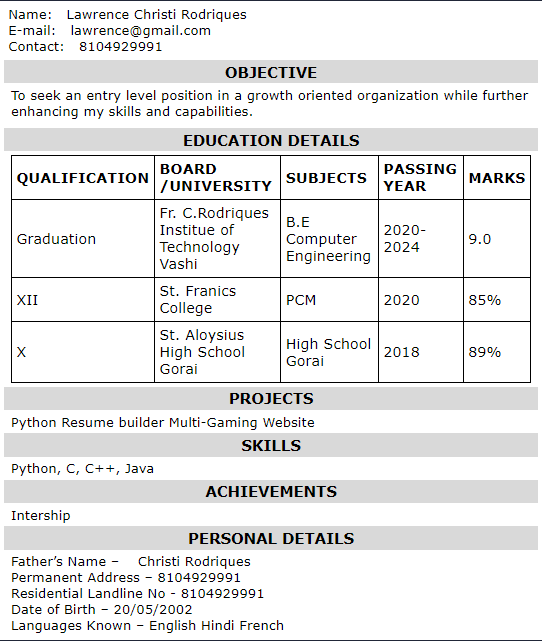 Name: Lawrence Christi Rodriques
E-mail: lawrence@gmail.com
Contact: 8104929991
OBJECTIVE
To seek an entry level position in a growth oriented organization while further
enhancing my skills and capabilities.
EDUCATION DETAILS
QUALIFICATION BOARD /UNIVERSITY SUBJECTS PASSING YEAR MARKS
Graduation Fr. C.Rodriques Institue of Technology Vashi B.E Computer Engineering 2020-2024 9.0
XII St. Franics College PCM 2020 85%
X St. Aloysius High School Gorai High School Gorai 2018 89%
PROJECTS
Python Resume builder Multi-Gaming Website
SKILLS
Python, C, C++, Java
ACHIEVEMENTS
Intership
PERSONAL DETAILS
Father’s Name – Christi Rodriques
Permanent Address – 8104929991
Residential Landline No - 8104929991
Date of Birth – 20/05/2002
Languages Known – English Hindi French